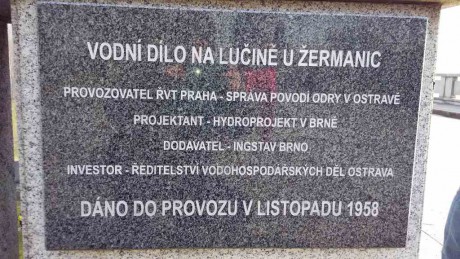 VODNÍ DÍLO NA LUČINĚ U ŽERMANIC
PROVOZOVATEL ŘVT PRAHA - SPRÁVA POVODÍ ODRY V OSTRAVĚ
PROJEKTANT - HYDROPROJEKT V BRNĚ
DODAVATEL - INGSTAV BRNO
INVESTOR - ŘEDITELSTVÍ VODOHOSPODÁŘSKÝCH DĚL OSTRAVA
DÁNO DO PROVOZU V LISTOPADU 1958